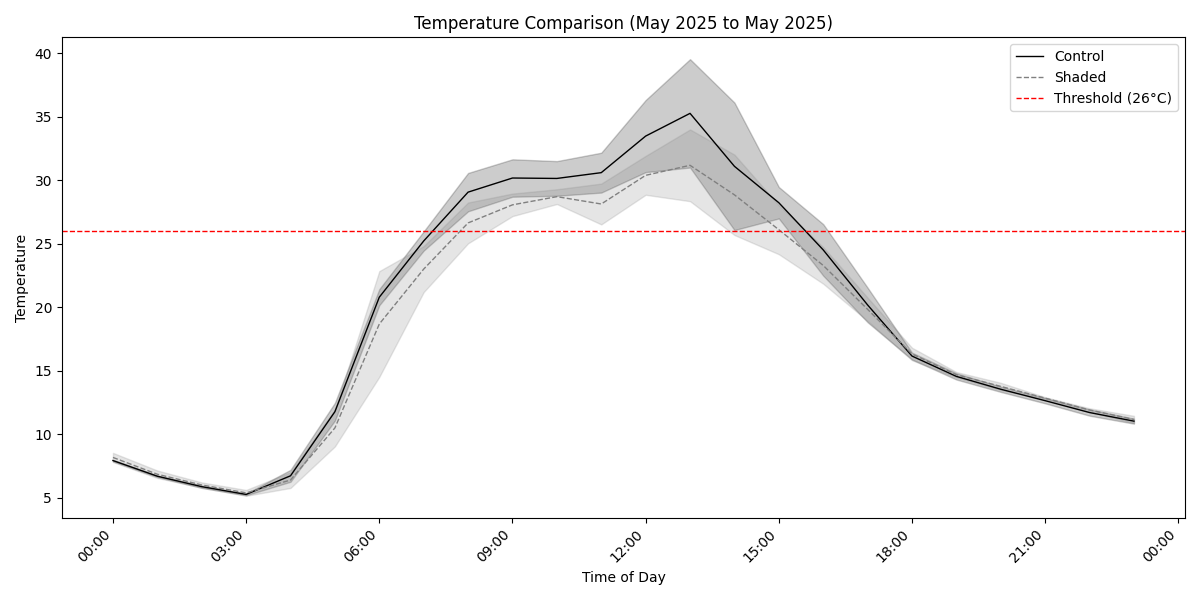 Temperature Comparison (May 2025 to May 2025)
Control
Shaded
Threshold (26°C)
Temperature
40
35
30
25
20
15
10
5
00:00
03:00
06:00
09:00
12:00
15:00
18:00
21:00
00:00
Time of Day